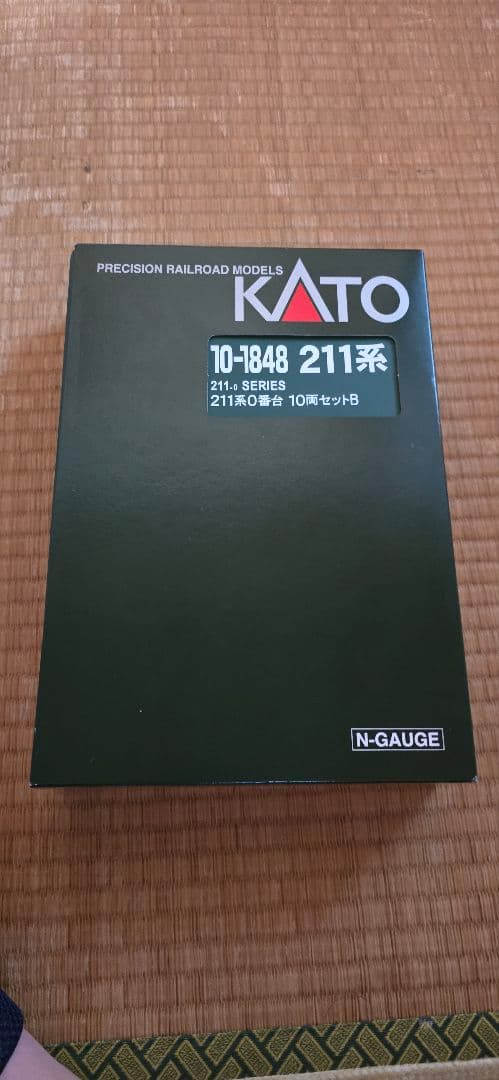 PRECISION RAILROAD MODELS
KATO
10-1848 211系
211-0 SERIES
211系0番台 10両セットB
N-GAUGE